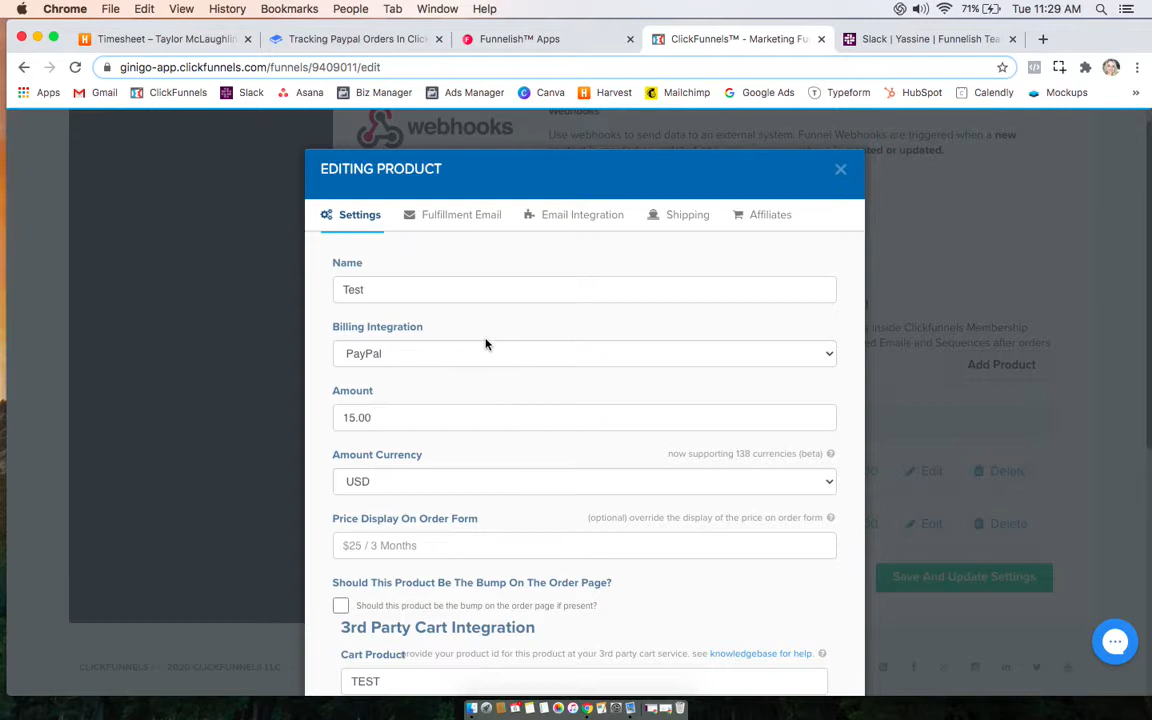 Chrome File Edit View History Bookmarks People Tab Window Help 71% Tue 11:29 AM
Timesheet – Taylor McLaughlin Tracking Paypal Orders In Click Funnelish™ Apps ClickFunnels™ - Marketing Fu Slack | Yassine | Funnelish Tea
ginigo-app.clickfunnels.com/funnels/9409011/edit
Apps Gmail ClickFunnels Slack Asana Biz Manager Ads Manager Canva Harvest Mailchimp Google Ads Typeform HubSpot Calendly Mockups »
Webhooks
webhooks
Use webhooks to send data to an external system. Funnel Webhooks are triggered when a new
or updated.
EDITING PRODUCT
Settings Fulfillment Email Email Integration Shipping Affiliates
Name
Test
Billing Integration
inside Clickfunnels Membership
Emails and Sequences after orders
PayPal
Add Product
Amount
15.00
Amount Currency now supporting 138 currencies (beta)
Edit Delete
USD
Price Display On Order Form (optional) override the display of the price on order form
Edit Delete
$25 / 3 Months
Should This Product Be The Bump On The Order Page?
Save And Update Settings
Should this product be the bump on the order page if present?
3rd Party Cart Integration
Cart Product rovide your product id for this product at your 3rd party cart service. see knowledgebase for help.
CLICKFUNNELS 2020 CLICKFUNNELS LLC
TEST